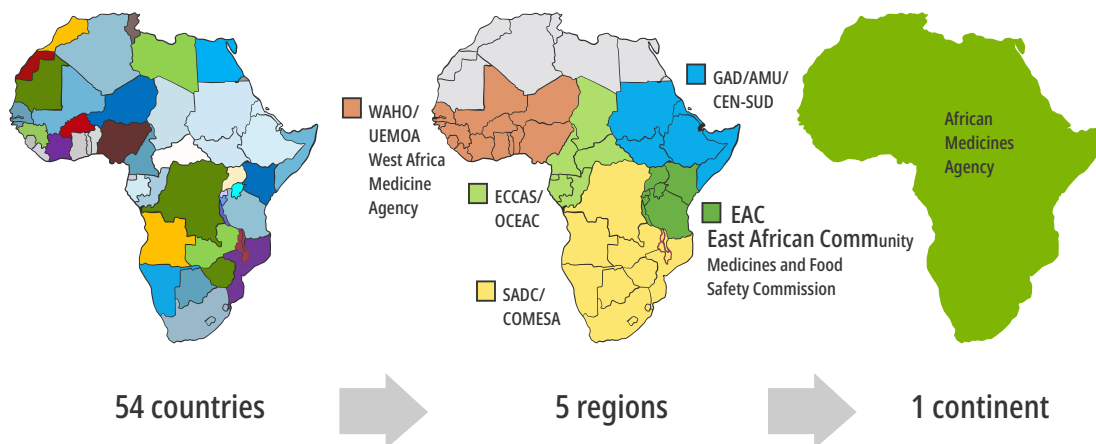 WAHO/
UEMOA
West Africa
Medicine
Agency
ECCAS/
OCEAC
SADC/
COMESA
GAD/AMU/
CEN-SUD
EAC
East African Community
Medicines and Food
Safety Commission
African
Medicines
Agency
54 countries
5 regions
1 continent